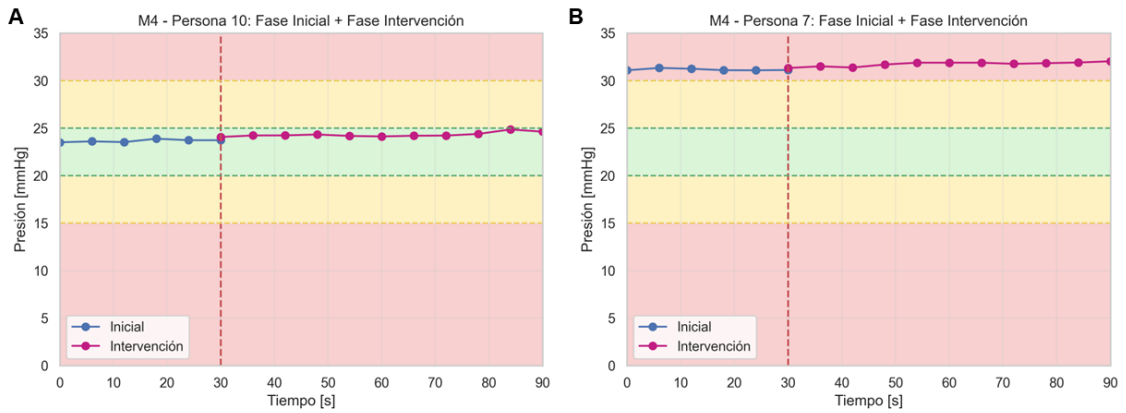 A
M4 - Persona 10: Fase Inicial + Fase Intervención
Presión [mmHg]
35
30
25
20
15
10
5
0
Inicial
Intervención
0 10 20 30 40 50 60 70 80 90
Tiempo [s]
B
M4 - Persona 7: Fase Inicial + Fase Intervención
Presión [mmHg]
35
30
25
20
15
10
5
0
Inicial
Intervención
0 10 20 30 40 50 60 70 80 90
Tiempo [s]